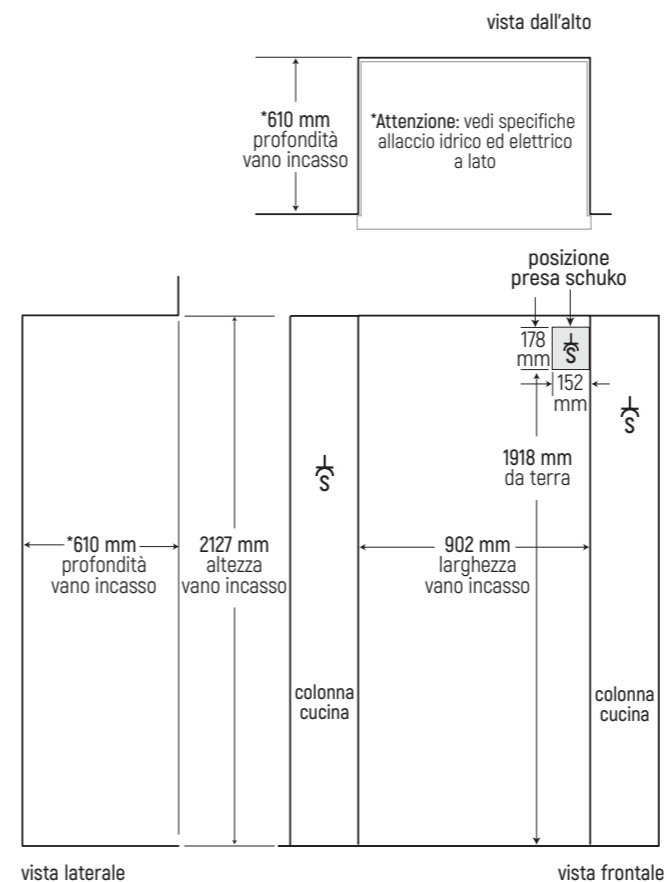 vista dall'alto
*610 mm
profondità
vano incasso
*Attenzione: vedi specifiche
allaccio idrico ed elettrico
a lato
posizione
presa schuko
178
mm
S
152
mm
S
S
1918 mm
da terra
*610 mm
profondità
vano incasso
2127 mm
altezza
vano incasso
902 mm
larghezza
vano incasso
colonna
cucina
colonna
cucina
vista laterale
vista frontale